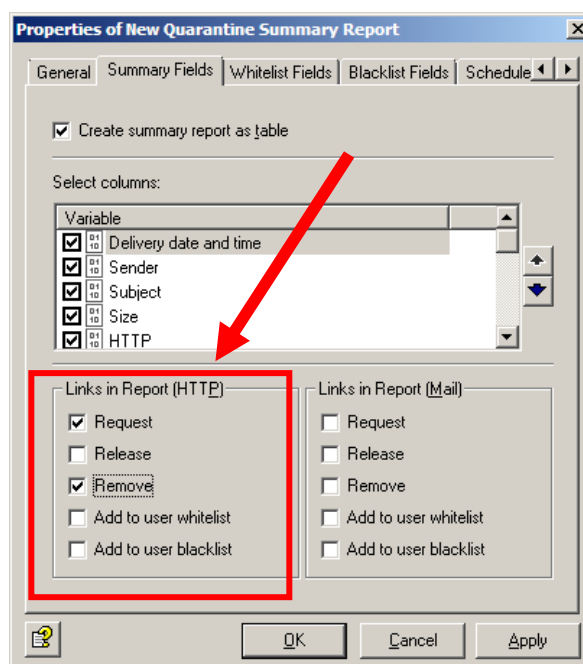 Properties of New Quarantine Summary Report
General Summary Fields Whitelist Fields Blacklist Fields Schedule
Create summary report as table
Select columns:
Variable
Delivery date and time
Sender
Subject
Size
HTTP
Links in Report (HTTP) Links in Report (Mail)
Request Request
Release Release
Remove Remove
Add to user whitelist Add to user whitelist
Add to user blacklist Add to user blacklist
OK Cancel Apply